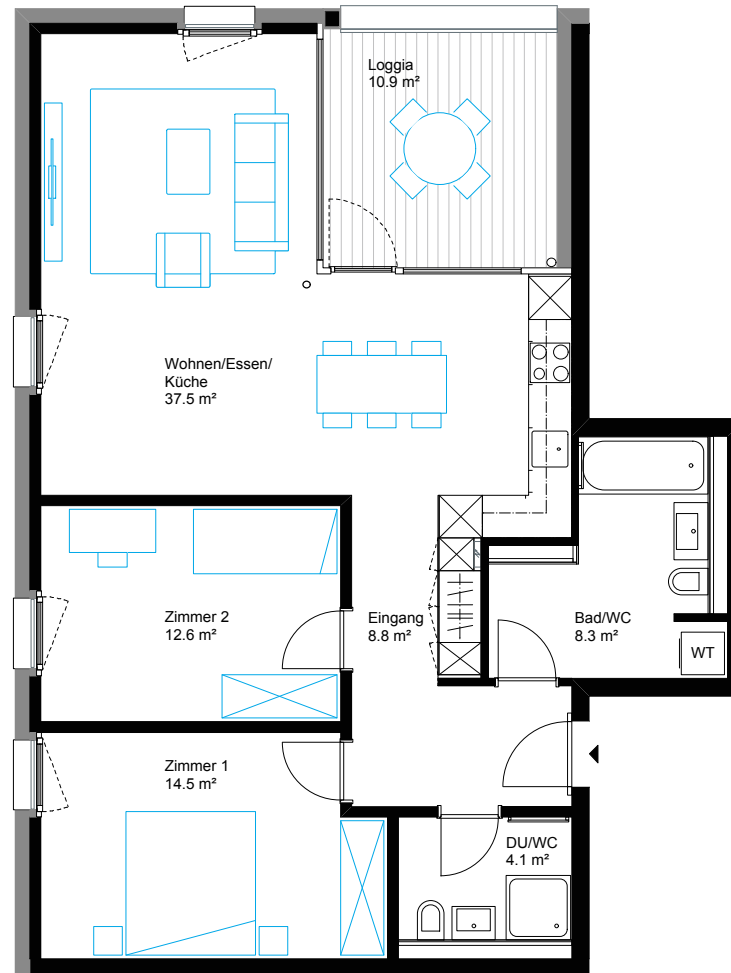 Loggia
10.9 m²
Wohnen/Essen/
Küche
37.5 m²
Zimmer 2
12.6 m²
Eingang
8.8 m²
Bad/WC
8.3 m²
WT
Zimmer 1
14.5 m²
DU/WC
4.1 m²